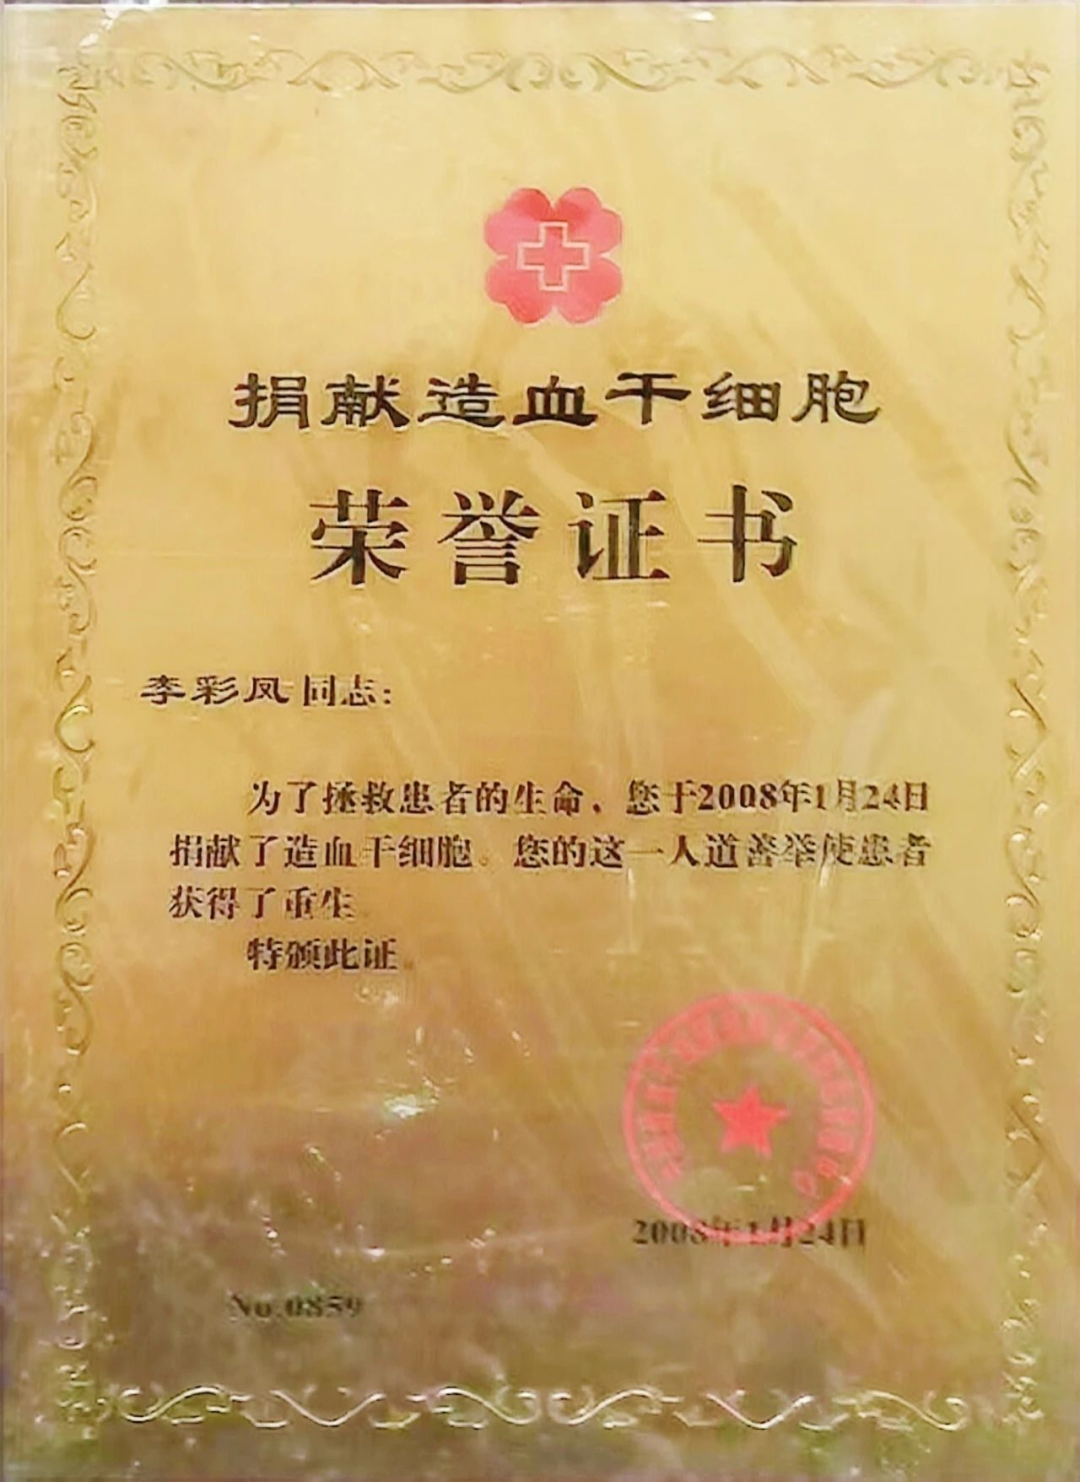 捐献造血干细胞
荣誉证书
李彩凤同志:
为了拯救患者的生命，您于2008年1月24日
捐献了造血干细胞。您的这一人道善举使患者
获得了重生。
特颁此证。
2008年1月24日
No.0859